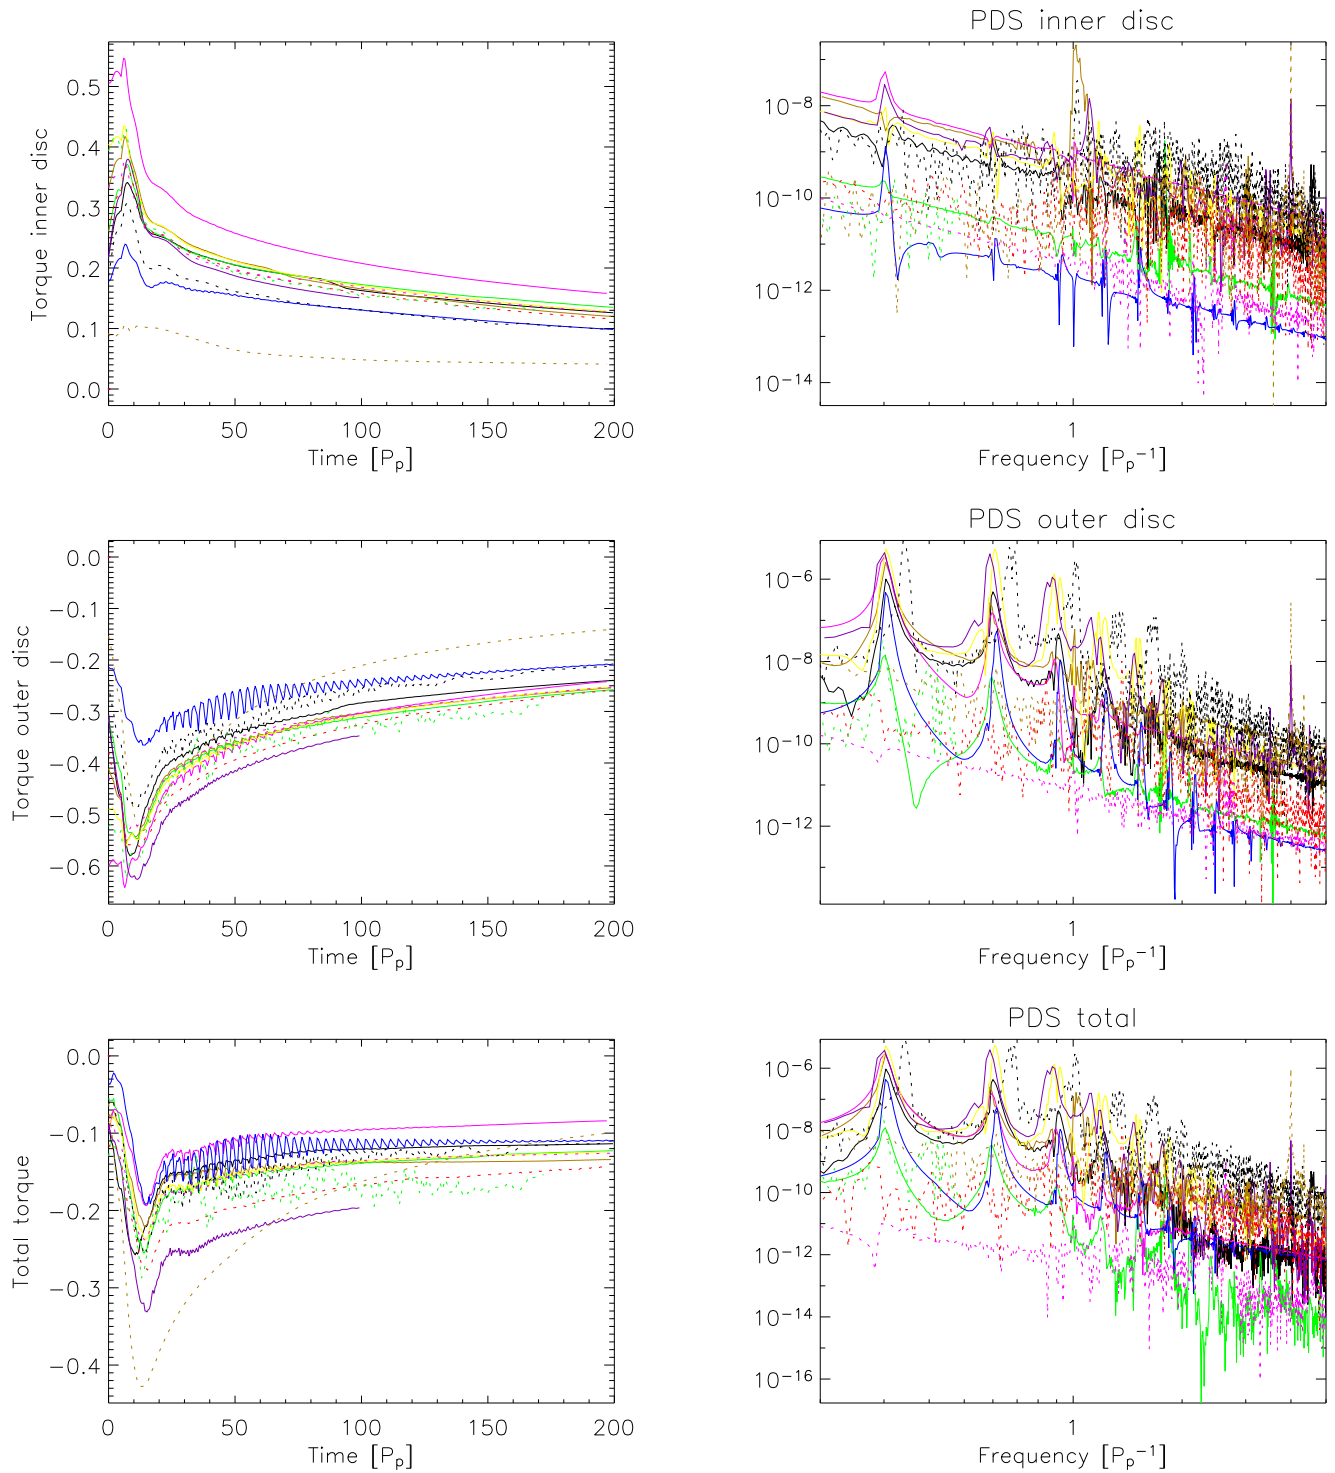 PDS inner disc
Torque inner disc
0.5
0.4
0.3
0.2
0.1
0.0
0 50 100 150 200
Time [Pp]
10−8
10−10
10−12
10−14
1
Frequency [Pp−1]
PDS outer disc
Torque outer disc
0.0
−0.1
−0.2
−0.3
−0.4
−0.5
−0.6
0 50 100 150 200
Time [Pp]
10−6
10−8
10−10
10−12
1
Frequency [Pp−1]
PDS total
Total torque
0.0
−0.1
−0.2
−0.3
−0.4
0 50 100 150 200
Time [Pp]
10−6
10−8
10−10
10−12
10−14
10−16
1
Frequency [Pp−1]